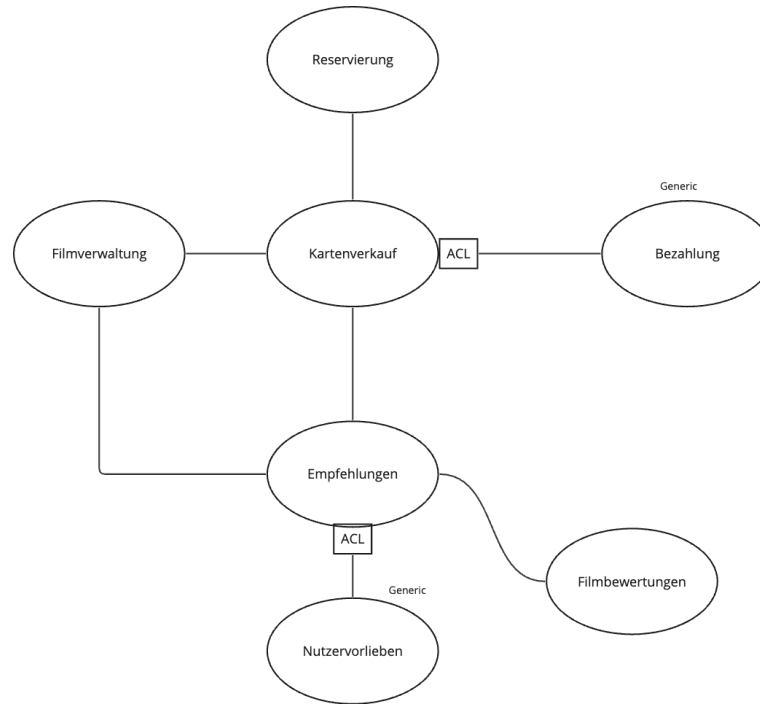 Reservierung
Generic
Filmverwaltung
Kartenverkauf
ACL
Bezahlung
Empfehlungen
ACL
Filmbewertungen
Generic
Nutzervorlieben